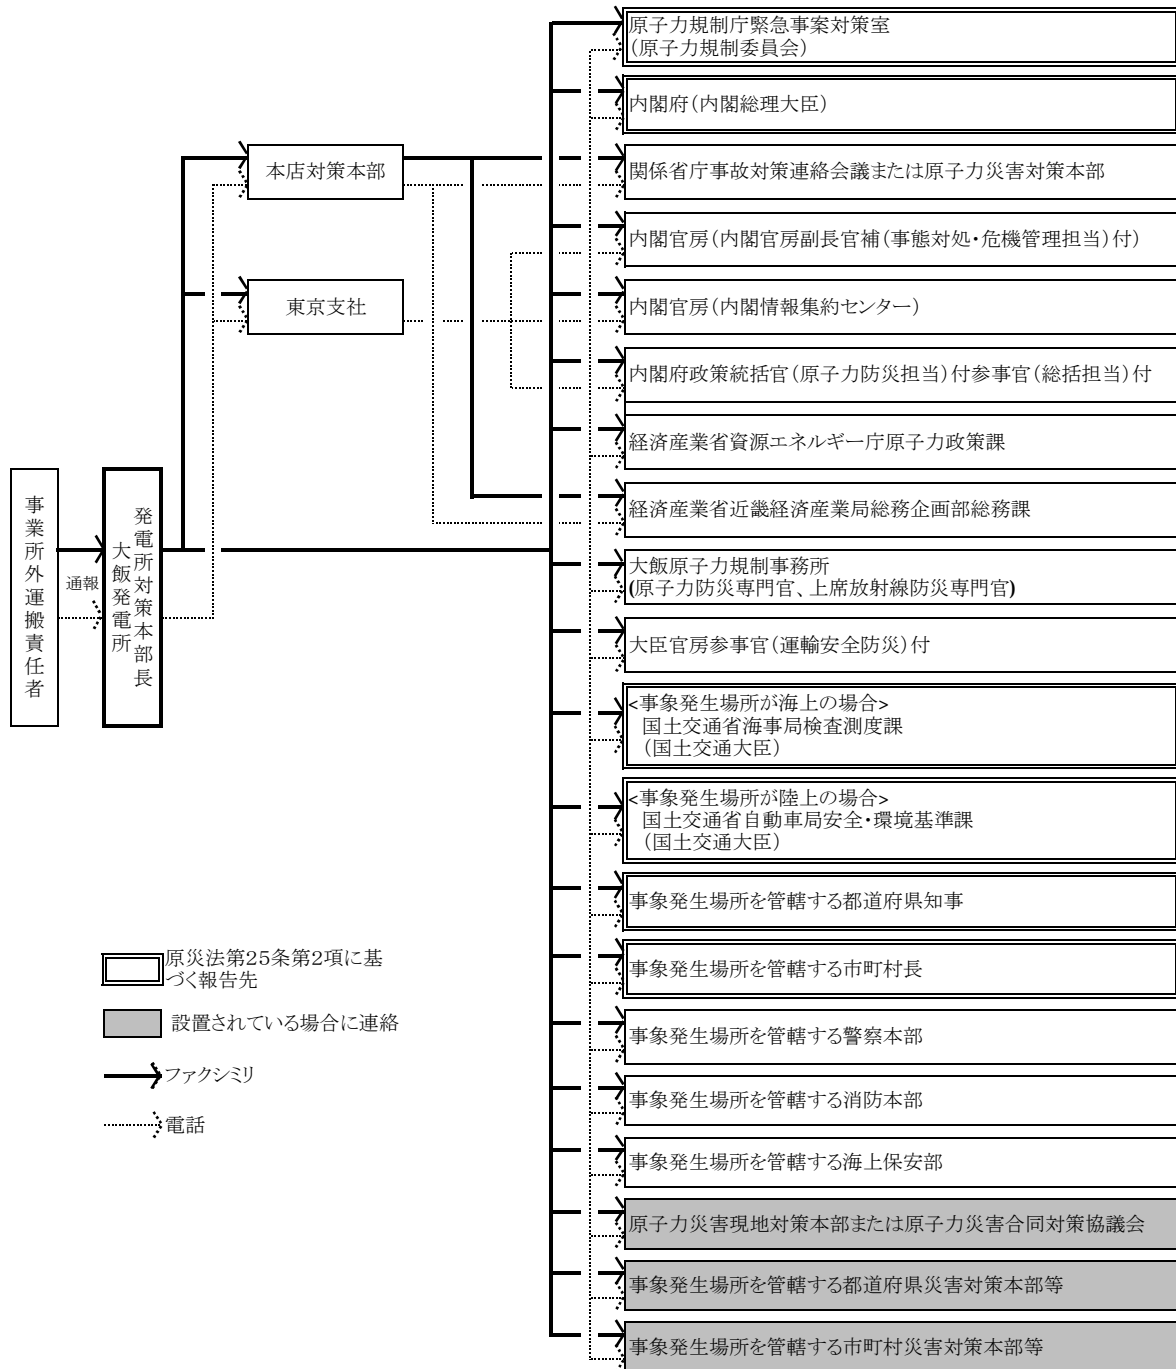 原子力規制庁緊急事案対策室
(原子力規制委員会)
内閣府(内閣総理大臣)
本店対策本部
関係省庁事故対策連絡会議または原子力災害対策本部
内閣官房(内閣官房副長官補(事態対処・危機管理担当)付)
東京支社
内閣官房(内閣情報集約センター)
内閣府政策統括官(原子力防災担当)付参事官(総括担当)付
経済産業省資源エネルギー庁原子力政策課
経済産業省近畿経済産業局総務企画部総務課
事業所外運搬責任者
通報
発電所対策本部長
大飯発電所
大飯原子力規制事務所
(原子力防災専門官、上席放射線防災専門官)
大臣官房参事官(運輸安全防災)付
<事象発生場所が海上の場合>
国土交通省海事局検査測度課
(国土交通大臣)
<事象発生場所が陸上の場合>
国土交通省自動車局安全・環境基準課
(国土交通大臣)
事象発生場所を管轄する都道府県知事
事象発生場所を管轄する市町村長
事象発生場所を管轄する警察本部
事象発生場所を管轄する消防本部
事象発生場所を管轄する海上保安部
原子力災害現地対策本部または原子力災害合同対策協議会
事象発生場所を管轄する都道府県災害対策本部等
事象発生場所を管轄する市町村災害対策本部等
原災法第25条第2項に基
づく報告先
設置されている場合に連絡
ファクシミリ
電話